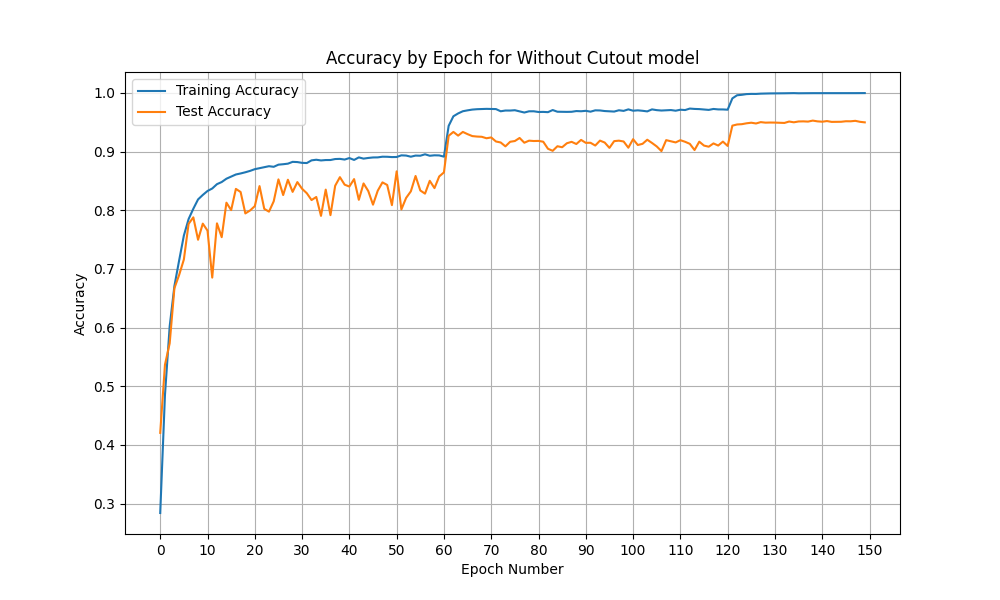 Accuracy by Epoch for Without Cutout model
Training Accuracy
Test Accuracy
1.0
0.9
0.8
0.7
0.6
0.5
0.4
0.3
Accuracy
0 10 20 30 40 50 60 70 80 90 100 110 120 130 140 150
Epoch Number